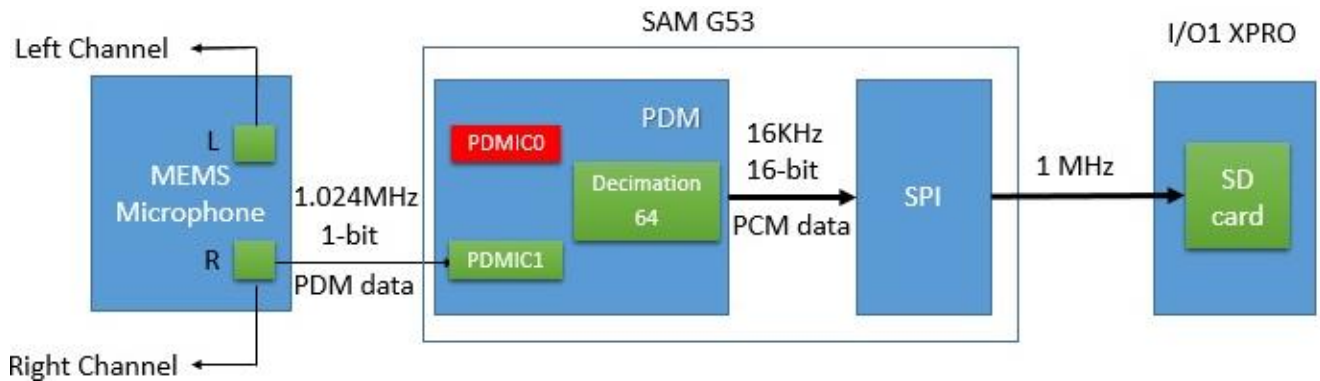 SAM G53
I/O1 XPRO
Left Channel
L
MEMS
Microphone
R
Right Channel
1.024MHz
1-bit
PDM data
PDM
PDMIC0
Decimation
64
PDMIC1
16KHz
16-bit
PCM data
SPI
1 MHz
SD
card